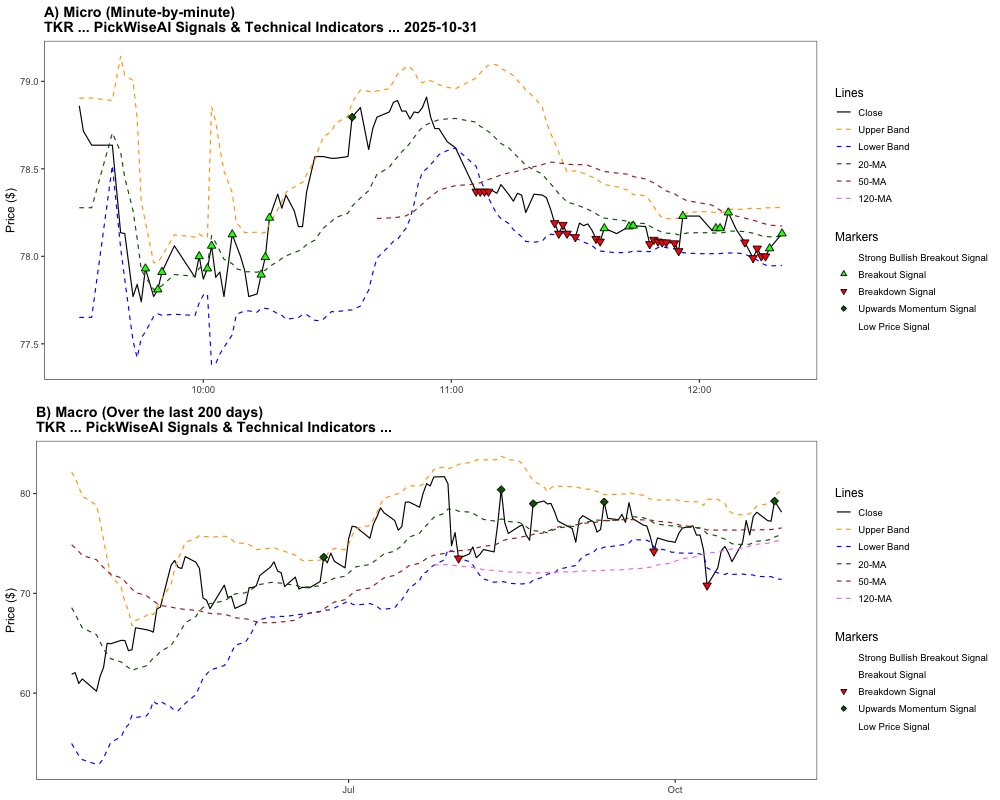 A) Micro (Minute-by-minute)
TKR ... PickWiseAI Signals & Technical Indicators ... 2025-10-31
Price ($)
79.0
78.5
78.0
77.5
10:00
11:00
12:00
Lines
Close
Upper Band
Lower Band
20-MA
50-MA
120-MA
Markers
Strong Bullish Breakout Signal
Breakout Signal
Breakdown Signal
Upwards Momentum Signal
Low Price Signal
B) Macro (Over the last 200 days)
TKR ... PickWiseAI Signals & Technical Indicators ...
Price ($)
80
70
60
Jul
Oct
Lines
Close
Upper Band
Lower Band
20-MA
50-MA
120-MA
Markers
Strong Bullish Breakout Signal
Breakout Signal
Breakdown Signal
Upwards Momentum Signal
Low Price Signal